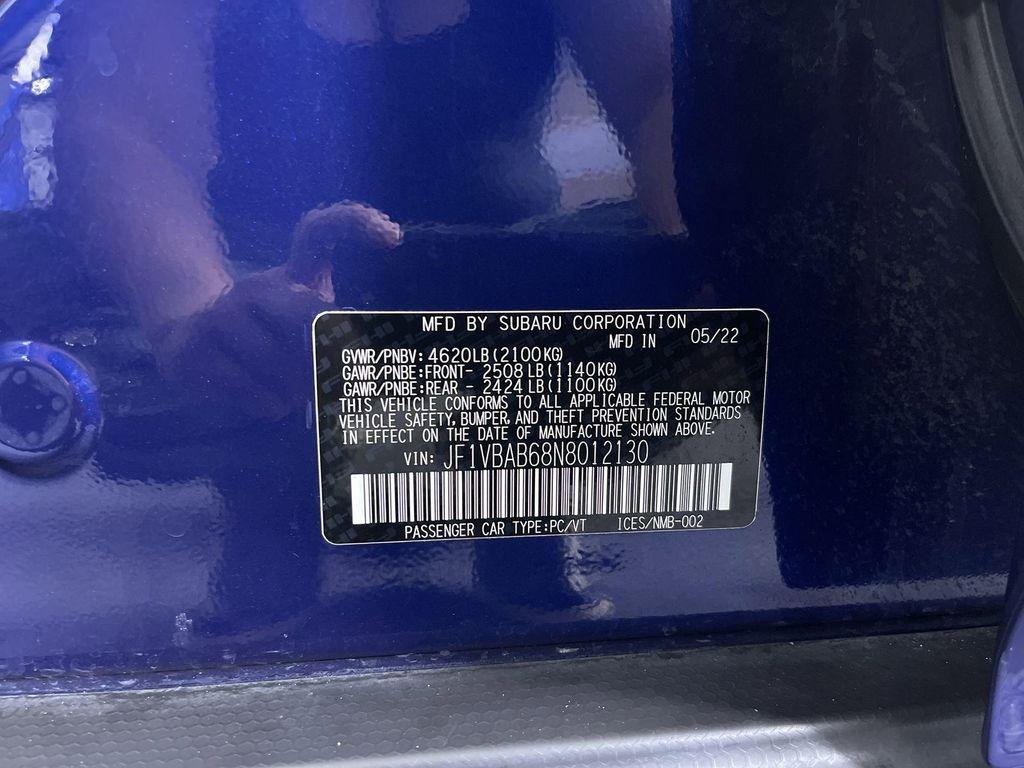 MFD BY SUBARU CORPORATION
MFD IN 05/22
GVWR/PNBV: 4620LB(2100KG)
GAWR/PNBE:FRONT- 2508 LB(1140KG)
GAWR/PNBE:REAR - 2424 LB(1100KG)
THIS VEHICLE CONFORMS TO ALL APPLICABLE FEDERAL MOTOR
VEHICLE SAFETY, BUMPER, AND THEFT PREVENTION STANDARDS
IN EFFECT ON THE DATE OF MANUFACTURE SHOWN ABOVE.
VIN: JF1VBAB68N8012130
PASSENGER CAR TYPE:PC/VT ICES/NMB-002